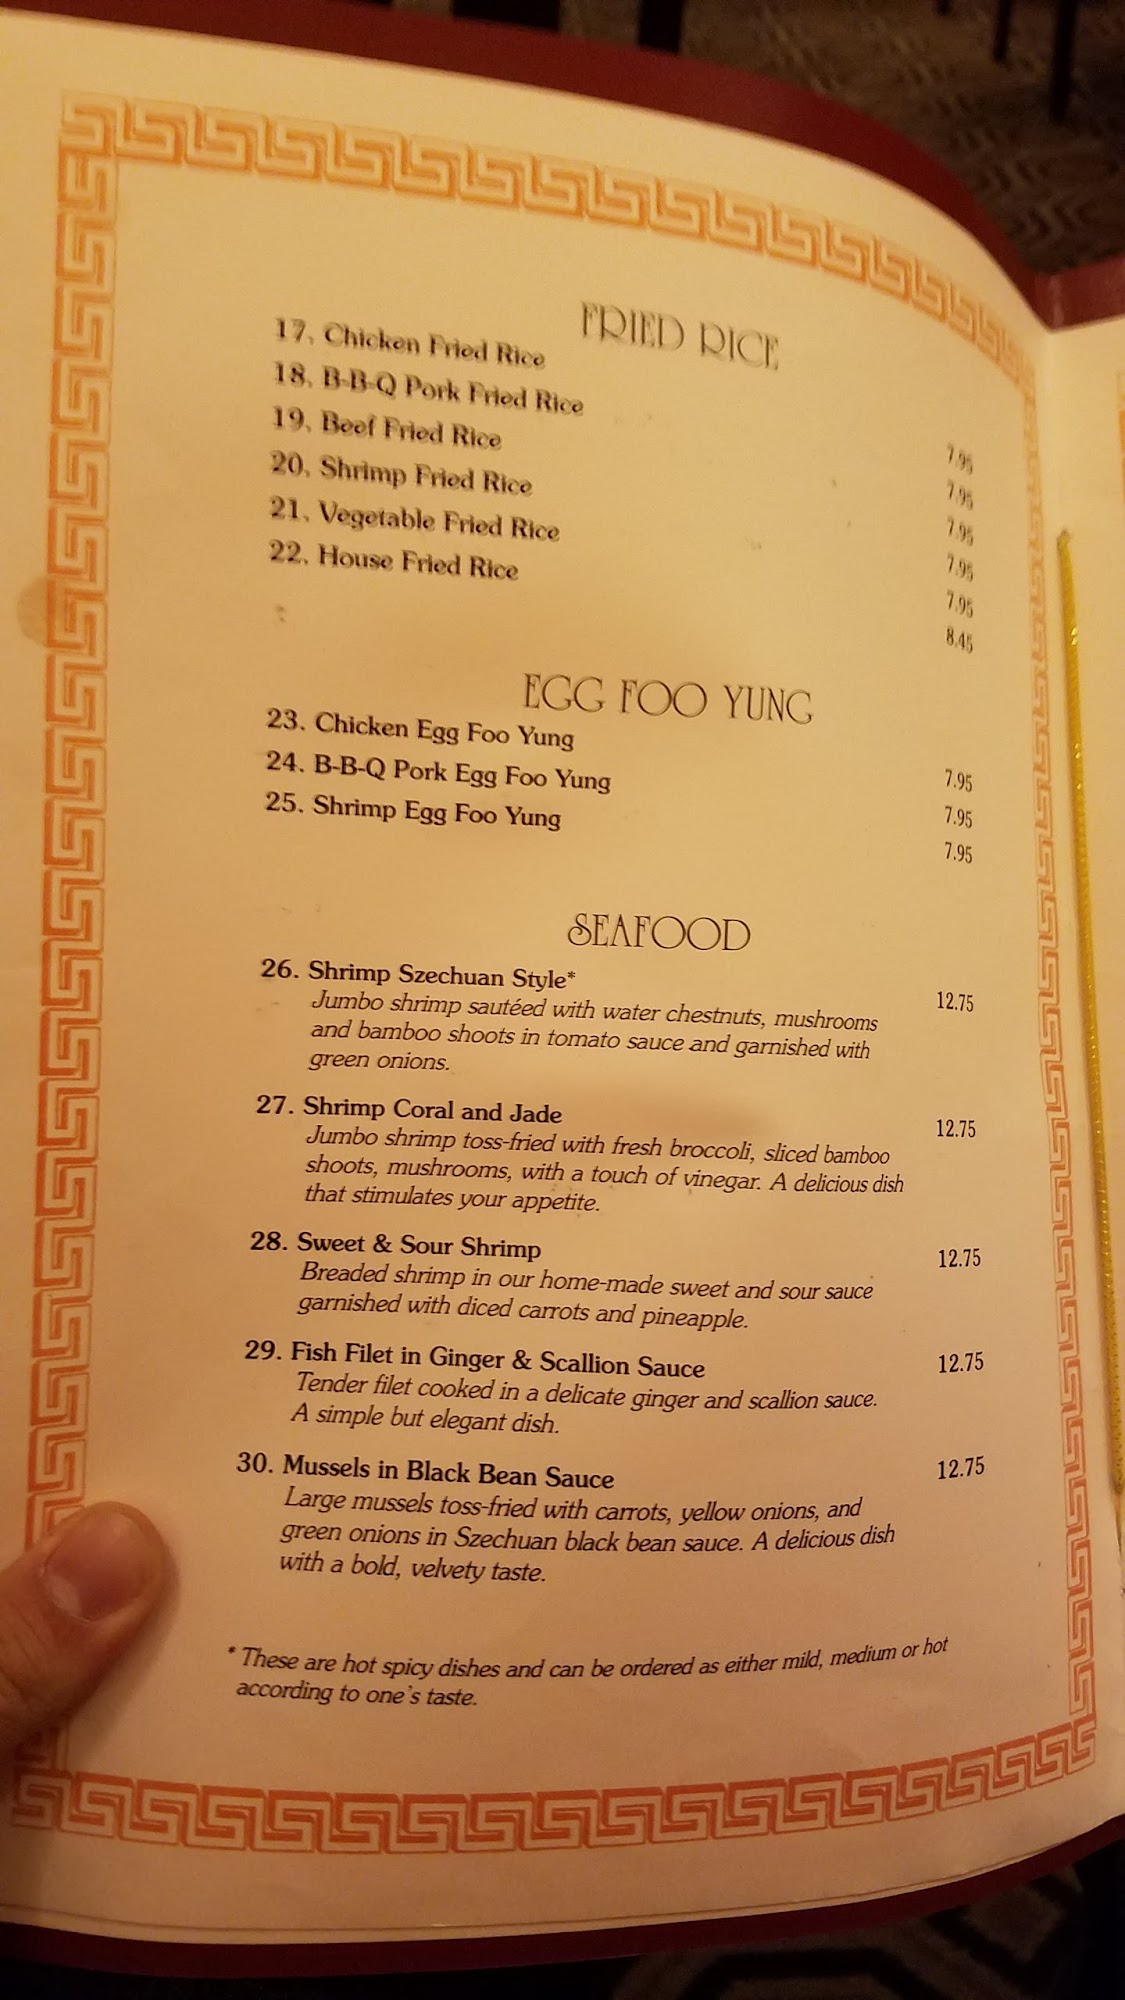 FRIED RICE
17. Chicken Fried Rice 7.95
18. B-B-Q Pork Fried Rice 7.95
19. Beef Fried Rice 7.95
20. Shrimp Fried Rice 7.95
21. Vegetable Fried Rice 7.95
22. House Fried Rice 8.45
EGG FOO YUNG
23. Chicken Egg Foo Yung 7.95
24. B-B-Q Pork Egg Foo Yung 7.95
25. Shrimp Egg Foo Yung 7.95
SEAFOOD
26. Shrimp Szechuan Style* 12.75
Jumbo shrimp sautéed with water chestnuts, mushrooms
and bamboo shoots in tomato sauce and garnished with
green onions.
27. Shrimp Coral and Jade 12.75
Jumbo shrimp toss-fried with fresh broccoli, sliced bamboo
shoots, mushrooms, with a touch of vinegar. A delicious dish
that stimulates your appetite.
28. Sweet & Sour Shrimp 12.75
Breaded shrimp in our home-made sweet and sour sauce
garnished with diced carrots and pineapple.
29. Fish Filet in Ginger & Scallion Sauce 12.75
Tender filet cooked in a delicate ginger and scallion sauce.
A simple but elegant dish.
30. Mussels in Black Bean Sauce 12.75
Large mussels toss-fried with carrots, yellow onions, and
green onions in Szechuan black bean sauce. A delicious dish
with a bold, velvety taste.
* These are hot spicy dishes and can be ordered as either mild, medium or hot
according to one's taste.